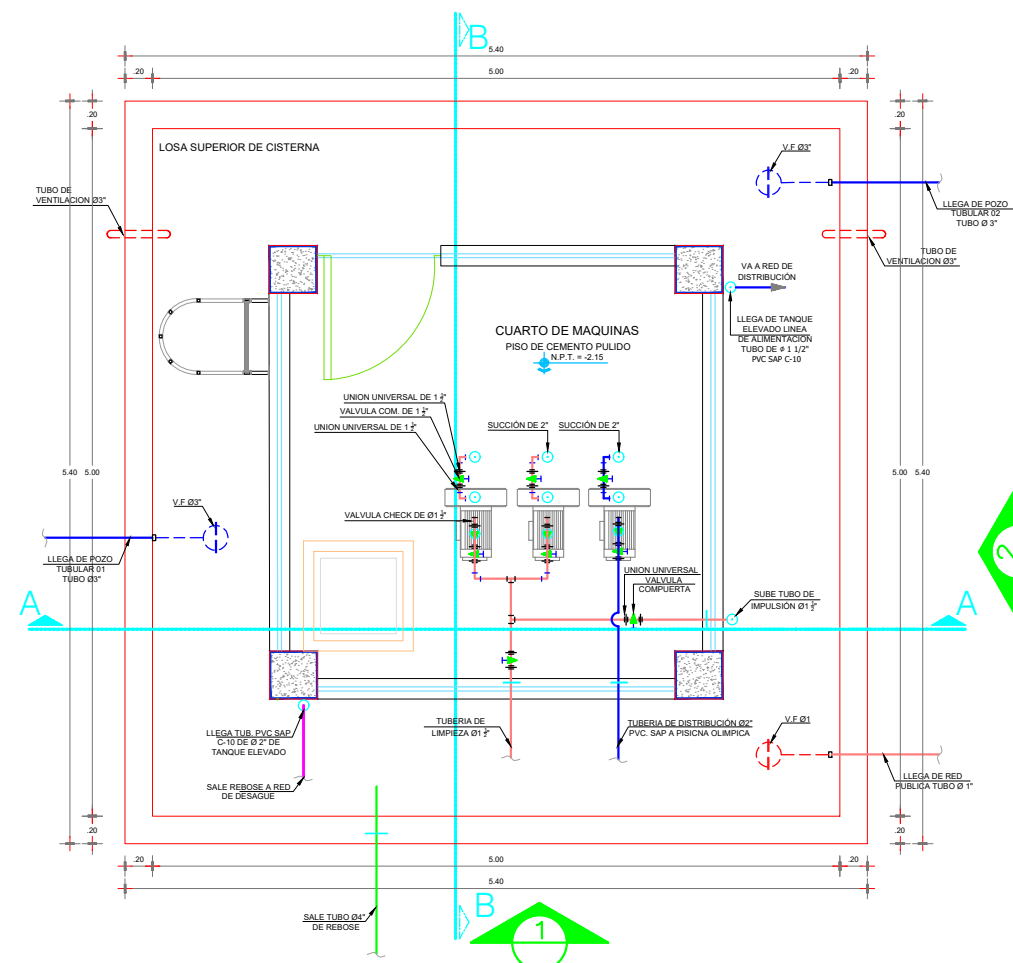 B
5.40
.20
5.00
.20
.20
.20
LOSA SUPERIOR DE CISTERNA
V.F Ø3"
TUBO DE
VENTILACION Ø3"
LLEGA DE POZO
TUBULAR 02
TUBO Ø 3"
TUBO DE
VENTILACION Ø3"
VA A RED DE
DISTRIBUCIÓN
CUARTO DE MAQUINAS
PISO DE CEMENTO PULIDO
N.P.T. = -2.15
LLEGA DE TANQUE
ELEVADO LINEA
DE ALIMENTACION
TUBO DE Ø 1 1/2"
PVC SAP C-10
UNION UNIVERSAL DE 1 ½"
VALVULA COM. DE 1 ½"
UNION UNIVERSAL DE 1 ½"
SUCCIÓN DE 2"
SUCCIÓN DE 2"
5.40
5.00
5.00
5.40
V.F Ø3"
VALVULA CHECK DE Ø1 ½"
2
LLEGA DE POZO
TUBULAR 01
TUBO Ø3"
UNION UNIVERSAL
VALVULA
COMPUERTA
SUBE TUBO DE
IMPULSIÓN Ø1½"
A
A
LLEGA TUB. PVC SAP
C-10 DE Ø 2" DE
TANQUE ELEVADO
TUBERIA DE
LIMPIEZA Ø1 ½"
TUBERIA DE DISTRIBUCIÓN Ø2"
PVC. SAP A PISICNA OLIMPICA
V.F Ø1
SALE REBOSE A RED
DE DESAGUE
LLEGA DE RED
PUBLICA TUBO Ø 1"
.20
.20
.20
5.00
.20
5.40
SALE TUBO Ø4"
DE REBOSE
B
1